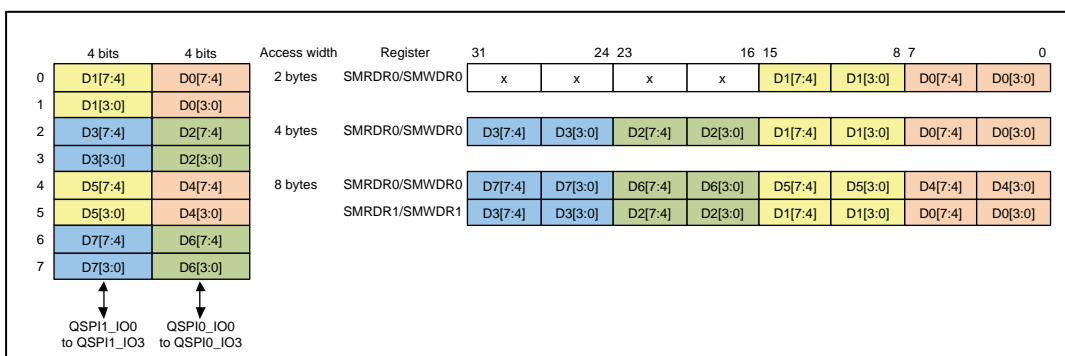 4 bits 4 bits Access width Register 31 24 23 16 15 8 7 0
0 D1[7:4] D0[7:4] 2 bytes SMRDR0/SMWDR0 x x x x D1[7:4] D1[3:0] D0[7:4] D0[3:0]
1 D1[3:0] D0[3:0]
2 D3[7:4] D2[7:4] 4 bytes SMRDR0/SMWDR0 D3[7:4] D3[3:0] D2[7:4] D2[3:0] D1[7:4] D1[3:0] D0[7:4] D0[3:0]
3 D3[3:0] D2[3:0]
4 D5[7:4] D4[7:4] 8 bytes SMRDR0/SMWDR0 D7[7:4] D7[3:0] D6[7:4] D6[3:0] D5[7:4] D5[3:0] D4[7:4] D4[3:0]
5 D5[3:0] D4[3:0] SMRDR1/SMWDR1 D3[7:4] D3[3:0] D2[7:4] D2[3:0] D1[7:4] D1[3:0] D0[7:4] D0[3:0]
6 D7[7:4] D6[7:4]
7 D7[3:0] D6[3:0]
QSPI1_IO0 QSPI0_IO0
to QSPI1_IO3 to QSPI0_IO3